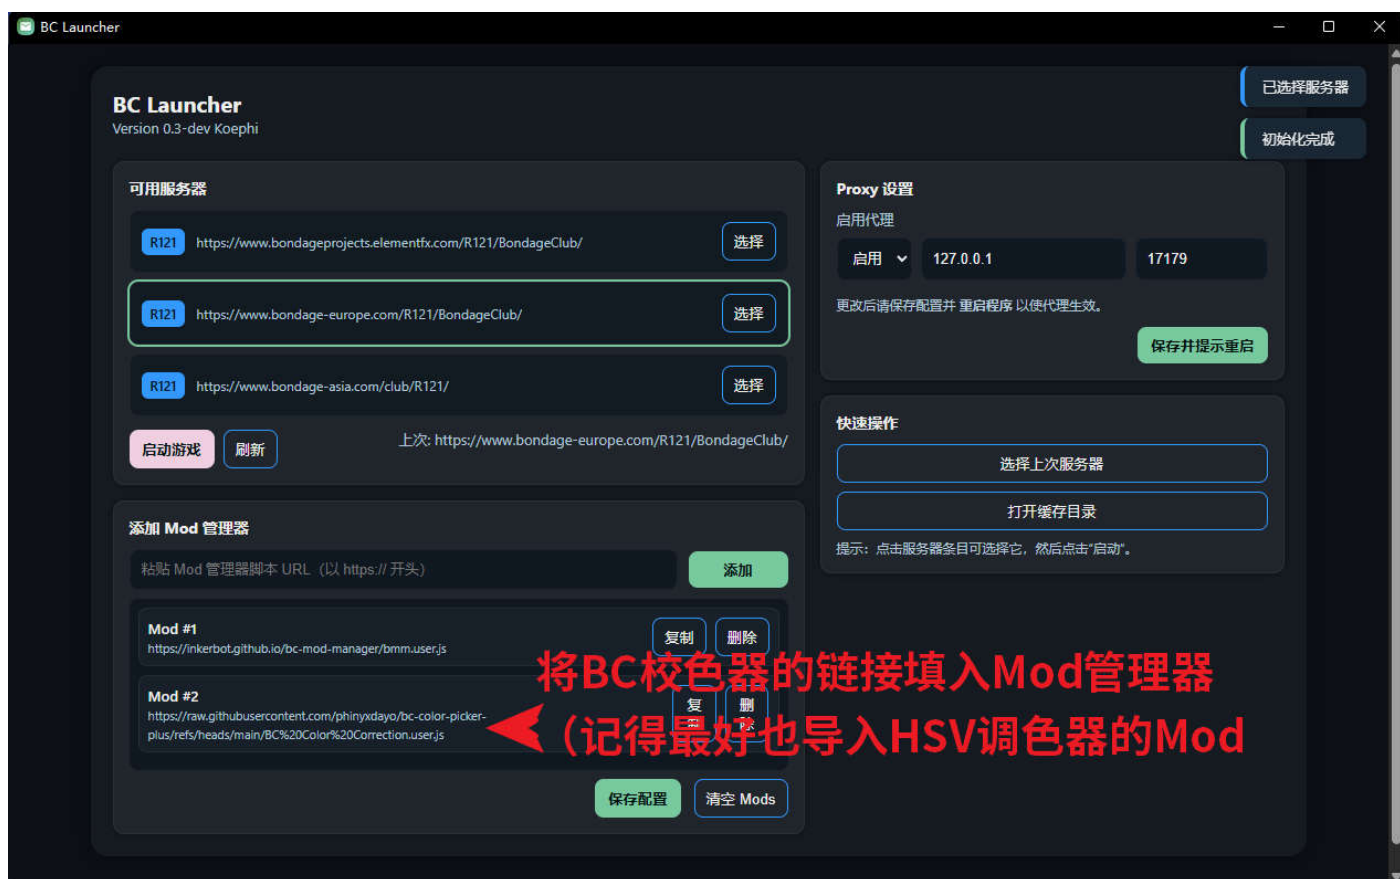 BC Launcher
BC Launcher
Version 0.3-dev Koephi
已选择服务器
初始化完成
可用服务器
R121 https://www.bondageprojects.elementfx.com/R121/BondageClub/ 选择
R121 https://www.bondage-europe.com/R121/BondageClub/ 选择
R121 https://www.bondage-asia.com/club/R121/ 选择
启动游戏 刷新 上次: https://www.bondage-europe.com/R121/BondageClub/
Proxy 设置
启用代理
启用 127.0.0.1 17179
更改后请保存配置并 重启程序 以使代理生效。
保存并提示重启
快速操作
选择上次服务器
打开缓存目录
提示：点击服务器条目可选择它，然后点击“启动”。
添加 Mod 管理器
粘贴 Mod 管理器脚本 URL（以 https:// 开头） 添加
Mod #1
https://inkerbot.github.io/bc-mod-manager/bmm.user.js
复制 删除
Mod #2
https://raw.githubusercontent.com/phinyxdayo/bc-color-picker-
plus/refs/heads/main/BC%20Color%20Correction.user.js
复 删
除
将BC校色器的链接填入Mod管理器
（记得最好也导入HSV调色器的Mod
保存配置 清空 Mods